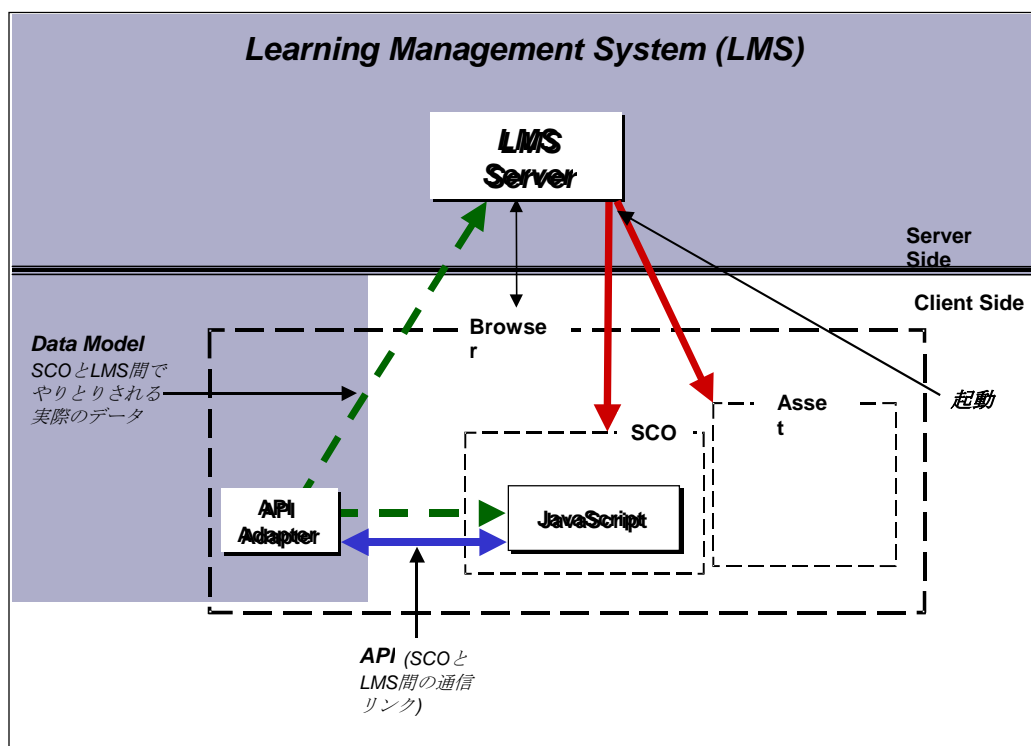 Learning Management System (LMS)
LMS
Server
Server
Side
Client Side
Browse
r
Data Model
SCOとLMS間で
やりとりされる
実際のデータ
Asse
t
起動
SCO
API
Adapter
JavaScript
API (SCOと
LMS間の通信
リンク)